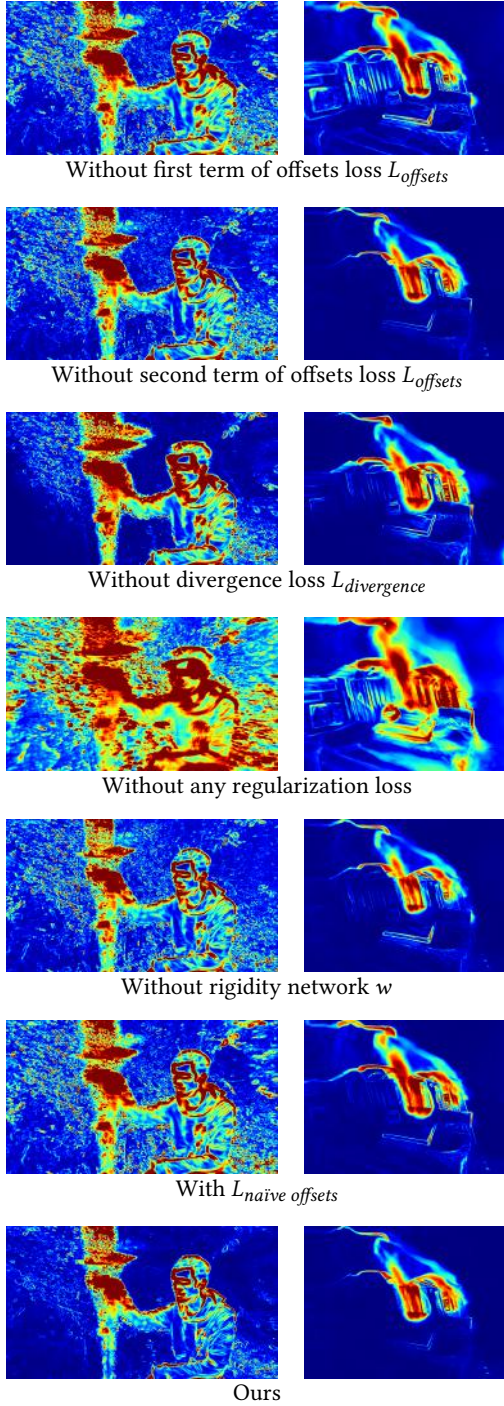 Without first term of offsets loss L_offsets
Without second term of offsets loss L_offsets
Without divergence loss L_divergence
Without any regularization loss
Without rigidity network w
With L_naïve offsets
Ours